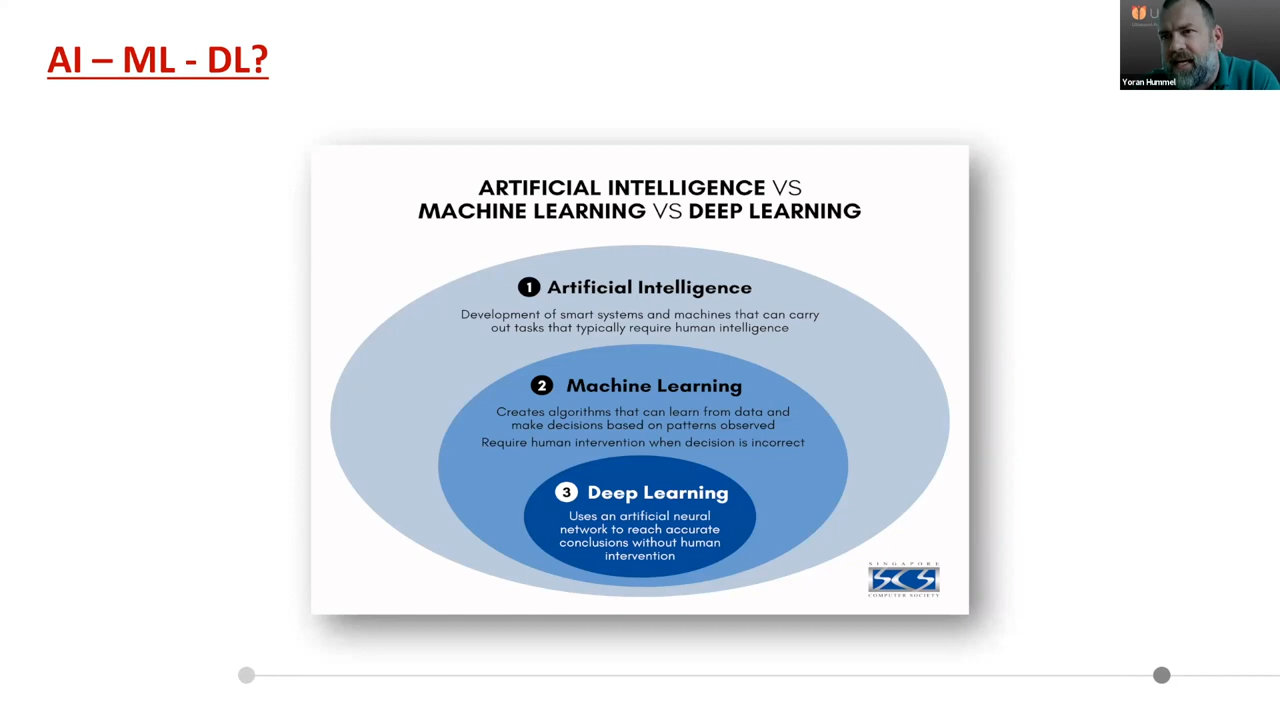 AI – ML - DL?
U
Yoran Hummel
ARTIFICIAL INTELLIGENCE VS
MACHINE LEARNING VS DEEP LEARNING
1 Artificial Intelligence
Development of smart systems and machines that can carry
out tasks that typically require human intelligence
2 Machine Learning
Creates algorithms that can learn from data and
make decisions based on patterns observed
Require human intervention when decision is incorrect
3 Deep Learning
Uses an artificial neural
network to reach accurate
conclusions without human
intervention
SINGAPORE
SCS
COMPUTER SOCIETY